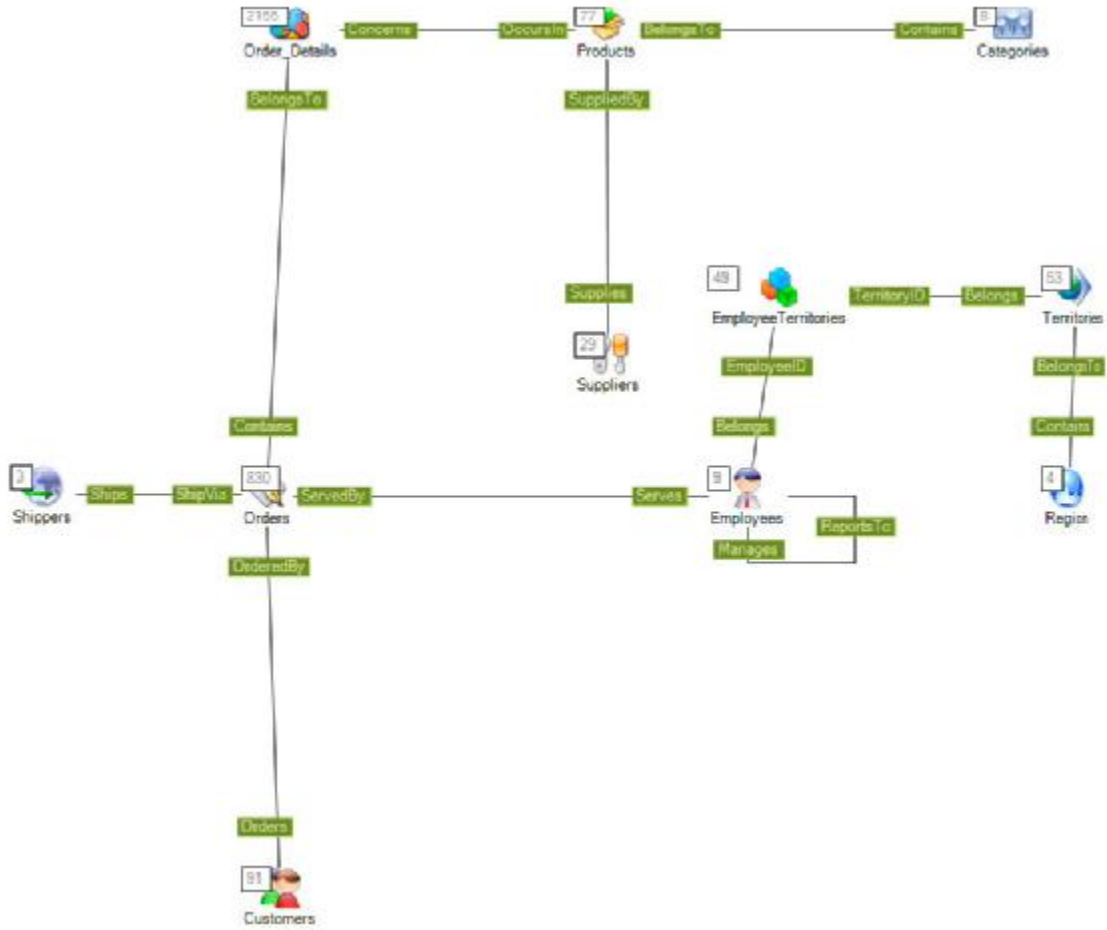 2155
Order_Details
Concerns
OccursIn
77
Products
BelongsTo
Contains
8
Categories
BelongsTo
SuppliedBy
Supplies
29
Suppliers
49
EmployeeTerritories
TerritoryID
Belongs
53
Territories
EmployeeID
BelongsTo
Belongs
Contains
Contains
3
Shippers
Ships
ShipVia
830
Orders
ServedBy
Serves
9
Employees
ReportsTo
Manages
4
Region
OrderedBy
Orders
91
Customers